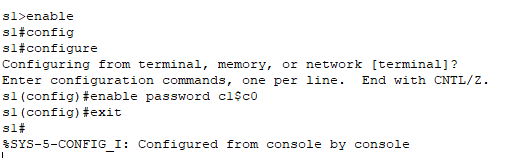 s1>enable
s1#config
s1#configure
Configuring from terminal, memory, or network [terminal]?
Enter configuration commands, one per line.  End with CNTL/Z.
s1(config)#enable password c1$c0
s1(config)#exit
s1#
%SYS-5-CONFIG_I: Configured from console by console